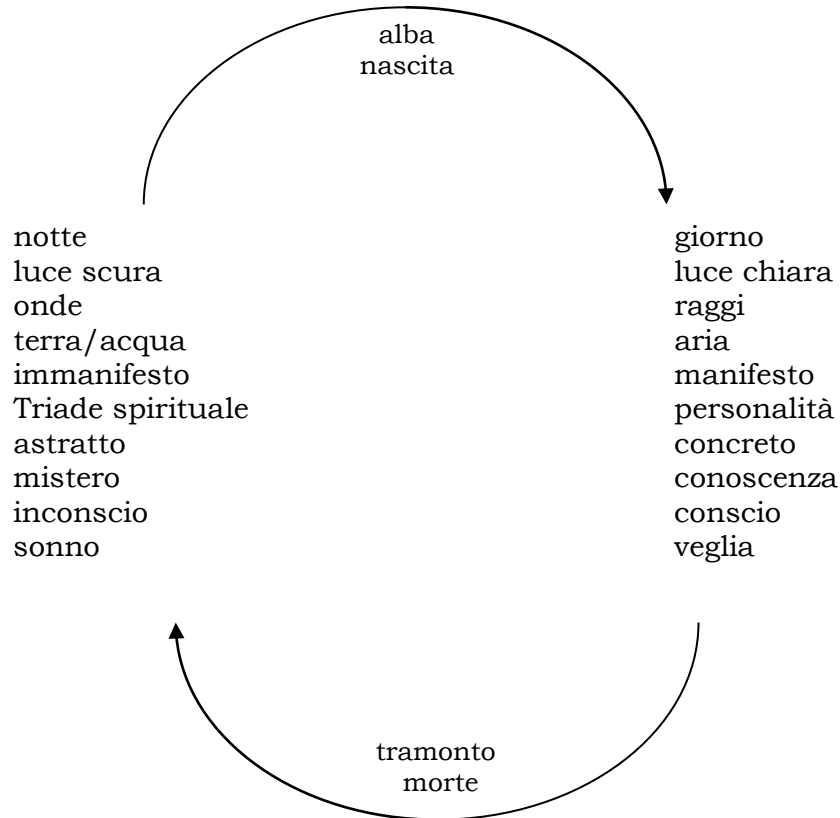 alba
nascita
notte
luce scura
onde
terra/acqua
immanifesto
Triade spirituale
astratto
mistero
inconscio
sonno
giorno
luce chiara
raggi
aria
manifesto
personalità
concreto
conoscenza
conscio
veglia
tramonto
morte